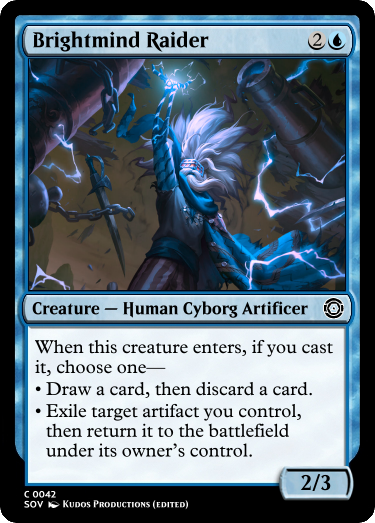 Brightmind Raider 2
Creature — Human Cyborg Artificer
When this creature enters, if you cast
it, choose one—
• Draw a card, then discard a card.
• Exile target artifact you control,
then return it to the battlefield
under its owner's control.
2/3
C 0042
SOV Kudos Productions (edited)